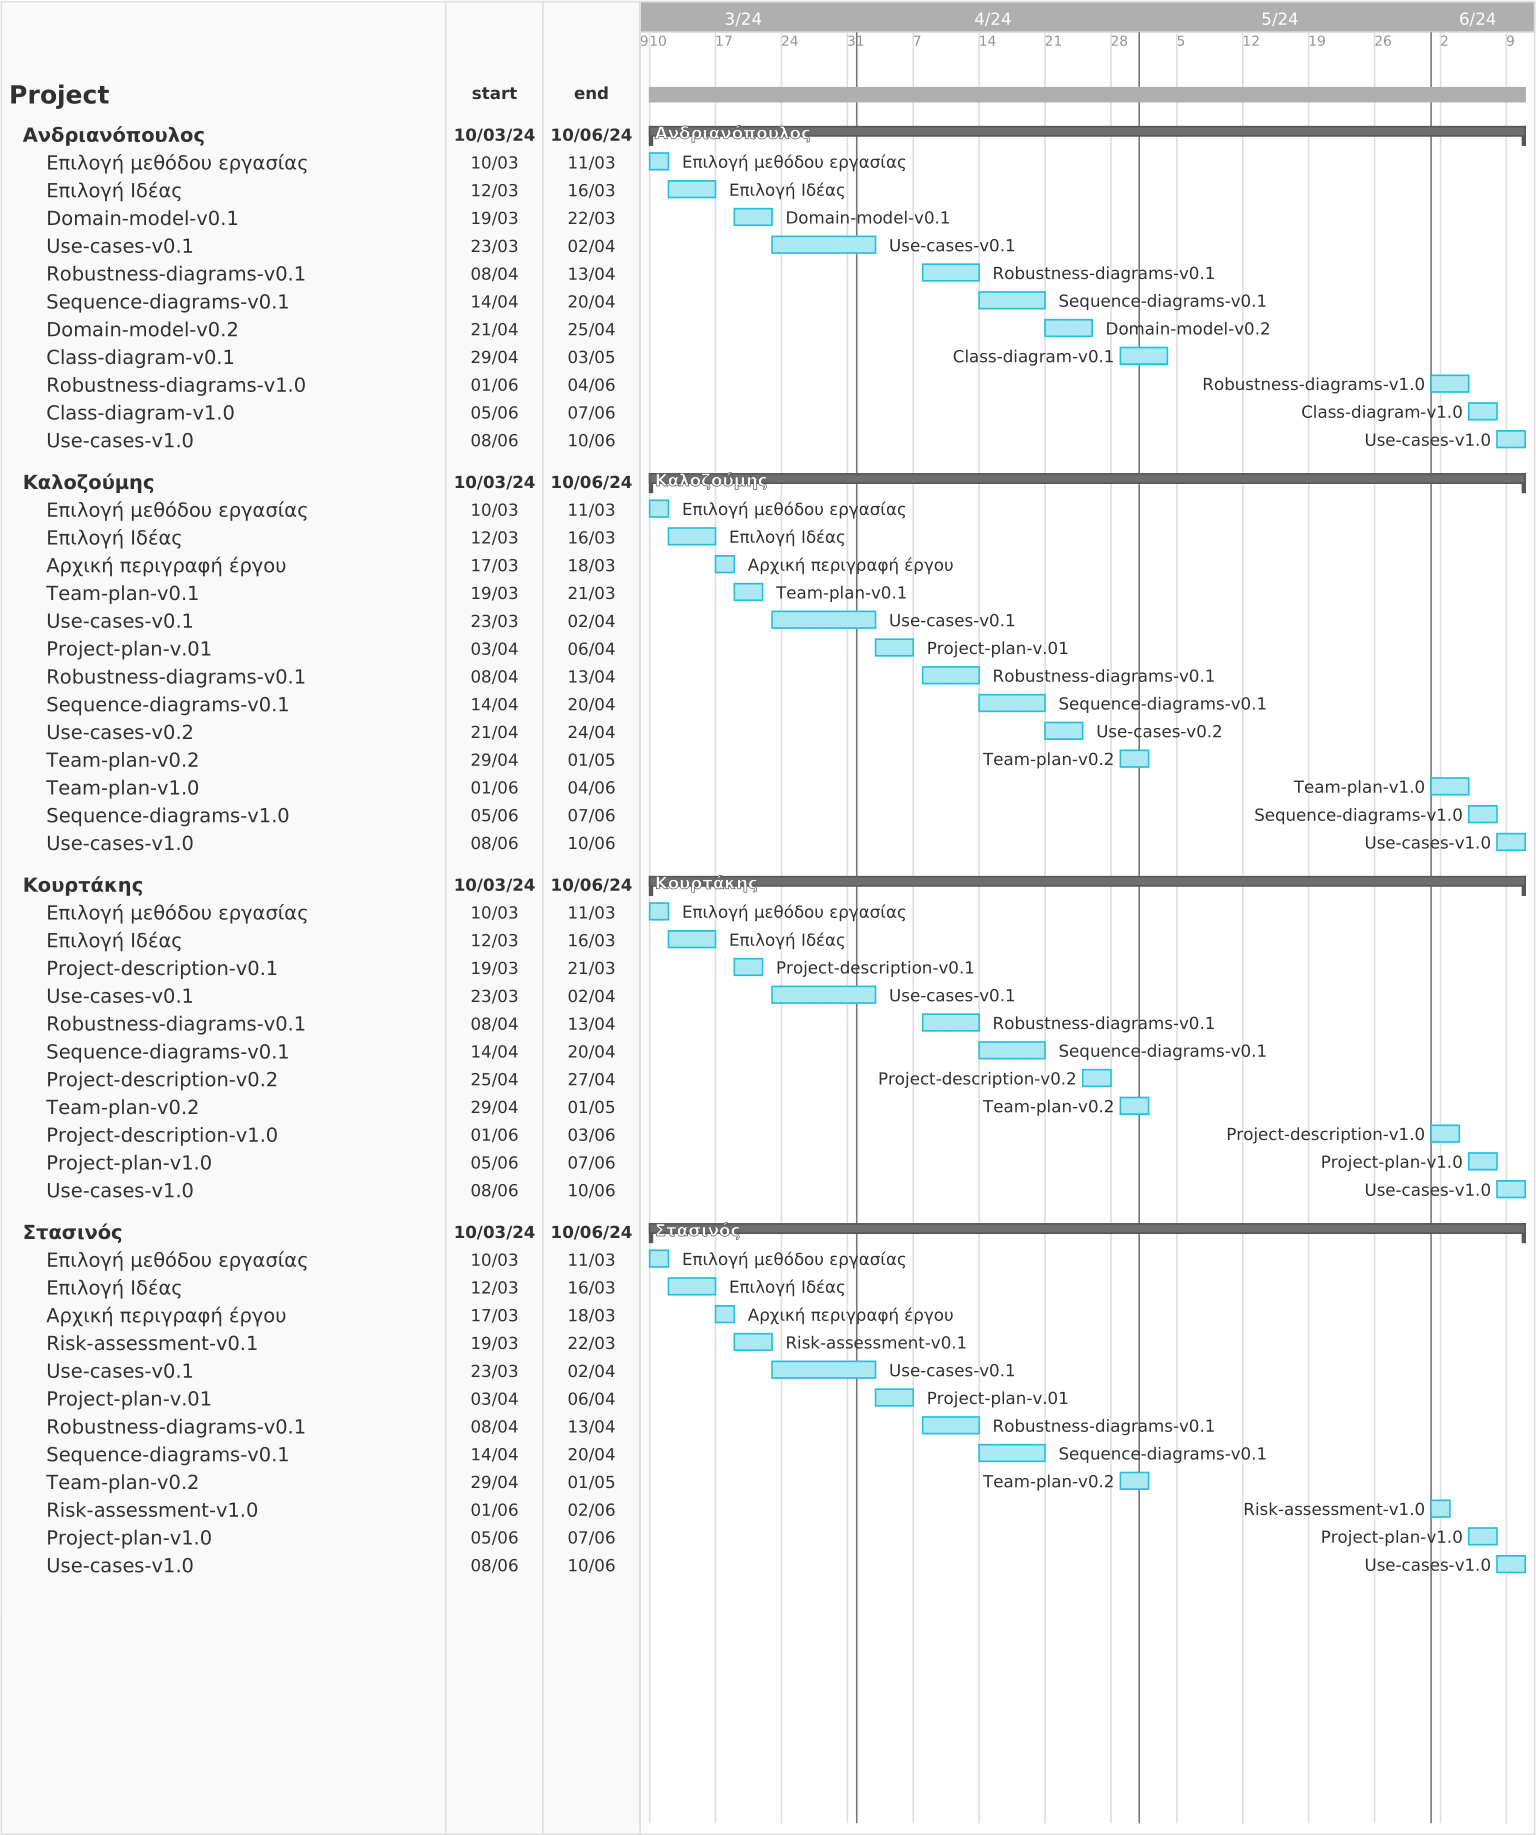 3/24 4/24 5/24 6/24
9 10 17 24 31 7 14 21 28 5 12 19 26 2 9
Project start end
Ανδριανόπουλος 10/03/24 10/06/24 Ανδριανόπουλος
Επιλογή μεθόδου εργασίας 10/03 11/03 Επιλογή μεθόδου εργασίας
Επιλογή Ιδέας 12/03 16/03 Επιλογή Ιδέας
Domain-model-v0.1 19/03 22/03 Domain-model-v0.1
Use-cases-v0.1 23/03 02/04 Use-cases-v0.1
Robustness-diagrams-v0.1 08/04 13/04 Robustness-diagrams-v0.1
Sequence-diagrams-v0.1 14/04 20/04 Sequence-diagrams-v0.1
Domain-model-v0.2 21/04 25/04 Domain-model-v0.2
Class-diagram-v0.1 29/04 03/05 Class-diagram-v0.1
Robustness-diagrams-v1.0 01/06 04/06 Robustness-diagrams-v1.0
Class-diagram-v1.0 05/06 07/06 Class-diagram-v1.0
Use-cases-v1.0 08/06 10/06 Use-cases-v1.0
Καλοζούμης 10/03/24 10/06/24 Καλοζούμης
Επιλογή μεθόδου εργασίας 10/03 11/03 Επιλογή μεθόδου εργασίας
Επιλογή Ιδέας 12/03 16/03 Επιλογή Ιδέας
Αρχική περιγραφή έργου 17/03 18/03 Αρχική περιγραφή έργου
Team-plan-v0.1 19/03 21/03 Team-plan-v0.1
Use-cases-v0.1 23/03 02/04 Use-cases-v0.1
Project-plan-v.01 03/04 06/04 Project-plan-v.01
Robustness-diagrams-v0.1 08/04 13/04 Robustness-diagrams-v0.1
Sequence-diagrams-v0.1 14/04 20/04 Sequence-diagrams-v0.1
Use-cases-v0.2 21/04 24/04 Use-cases-v0.2
Team-plan-v0.2 29/04 01/05 Team-plan-v0.2
Team-plan-v1.0 01/06 04/06 Team-plan-v1.0
Sequence-diagrams-v1.0 05/06 07/06 Sequence-diagrams-v1.0
Use-cases-v1.0 08/06 10/06 Use-cases-v1.0
Κουρτάκης 10/03/24 10/06/24 Κουρτάκης
Επιλογή μεθόδου εργασίας 10/03 11/03 Επιλογή μεθόδου εργασίας
Επιλογή Ιδέας 12/03 16/03 Επιλογή Ιδέας
Project-description-v0.1 19/03 21/03 Project-description-v0.1
Use-cases-v0.1 23/03 02/04 Use-cases-v0.1
Robustness-diagrams-v0.1 08/04 13/04 Robustness-diagrams-v0.1
Sequence-diagrams-v0.1 14/04 20/04 Sequence-diagrams-v0.1
Project-description-v0.2 25/04 27/04 Project-description-v0.2
Team-plan-v0.2 29/04 01/05 Team-plan-v0.2
Project-description-v1.0 01/06 03/06 Project-description-v1.0
Project-plan-v1.0 05/06 07/06 Project-plan-v1.0
Use-cases-v1.0 08/06 10/06 Use-cases-v1.0
Στασινός 10/03/24 10/06/24 Στασινός
Επιλογή μεθόδου εργασίας 10/03 11/03 Επιλογή μεθόδου εργασίας
Επιλογή Ιδέας 12/03 16/03 Επιλογή Ιδέας
Αρχική περιγραφή έργου 17/03 18/03 Αρχική περιγραφή έργου
Risk-assessment-v0.1 19/03 22/03 Risk-assessment-v0.1
Use-cases-v0.1 23/03 02/04 Use-cases-v0.1
Project-plan-v.01 03/04 06/04 Project-plan-v.01
Robustness-diagrams-v0.1 08/04 13/04 Robustness-diagrams-v0.1
Sequence-diagrams-v0.1 14/04 20/04 Sequence-diagrams-v0.1
Team-plan-v0.2 29/04 01/05 Team-plan-v0.2
Risk-assessment-v1.0 01/06 02/06 Risk-assessment-v1.0
Project-plan-v1.0 05/06 07/06 Project-plan-v1.0
Use-cases-v1.0 08/06 10/06 Use-cases-v1.0